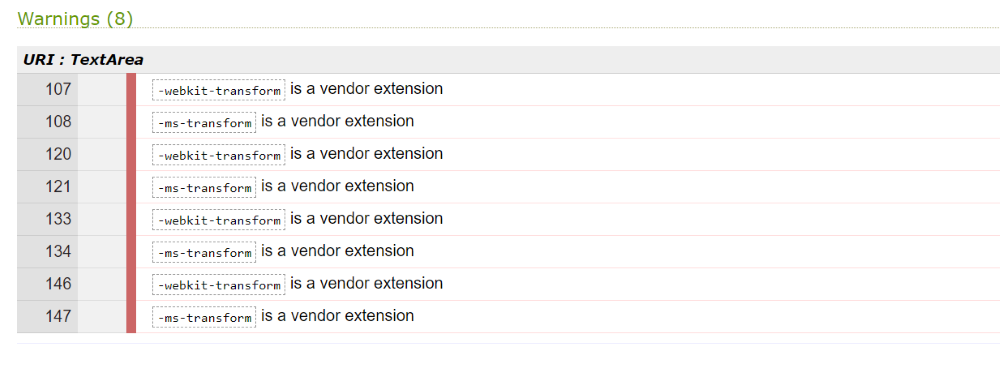 Warnings (8)
URI : TextArea
107 -webkit-transform is a vendor extension
108 -ms-transform is a vendor extension
120 -webkit-transform is a vendor extension
121 -ms-transform is a vendor extension
133 -webkit-transform is a vendor extension
134 -ms-transform is a vendor extension
146 -webkit-transform is a vendor extension
147 -ms-transform is a vendor extension